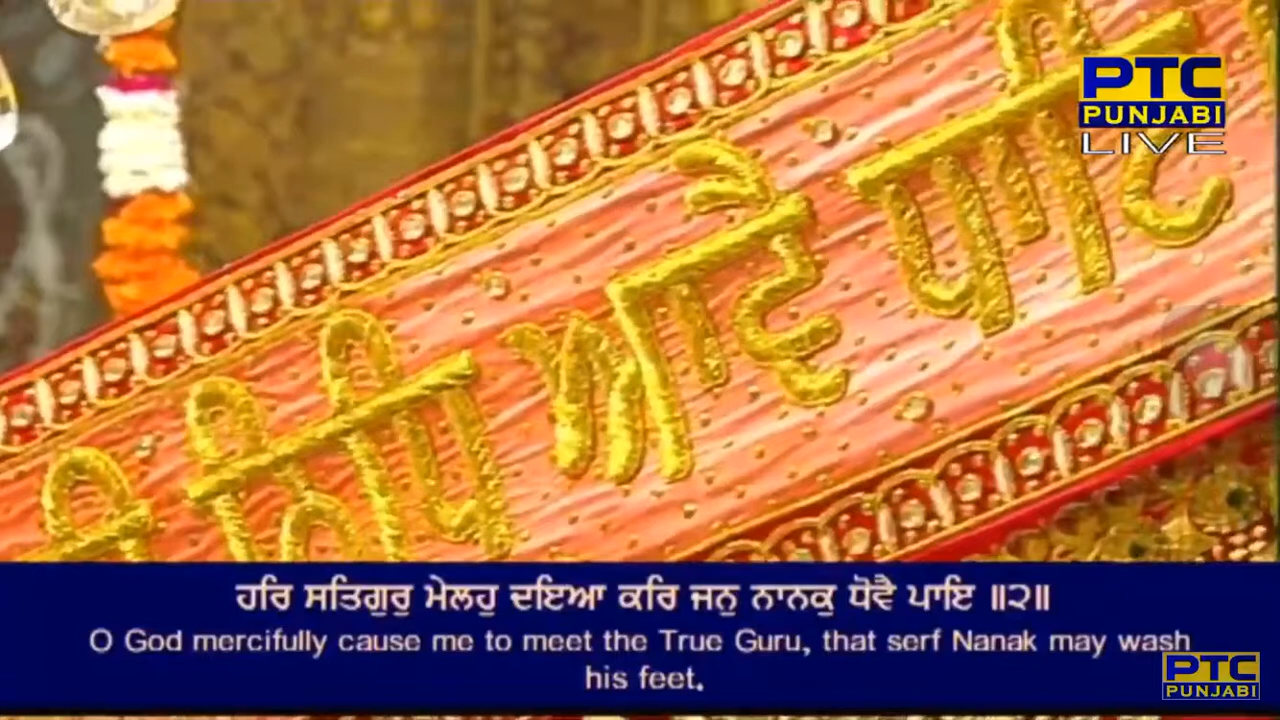 PTC
PUNJABI
LIVE
ਹਰਿ ਸਤਿਗੁਰੁ ਮੇਲਹੁ ਦਇਆ ਕਰਿ ਜਨੁ ਨਾਨਕੁ ਧੋਵੈ ਪਾਇ ॥੨॥
O God mercifully cause me to meet the True Guru, that serf Nanak may wash
his feet.
PTC
PUNJABI